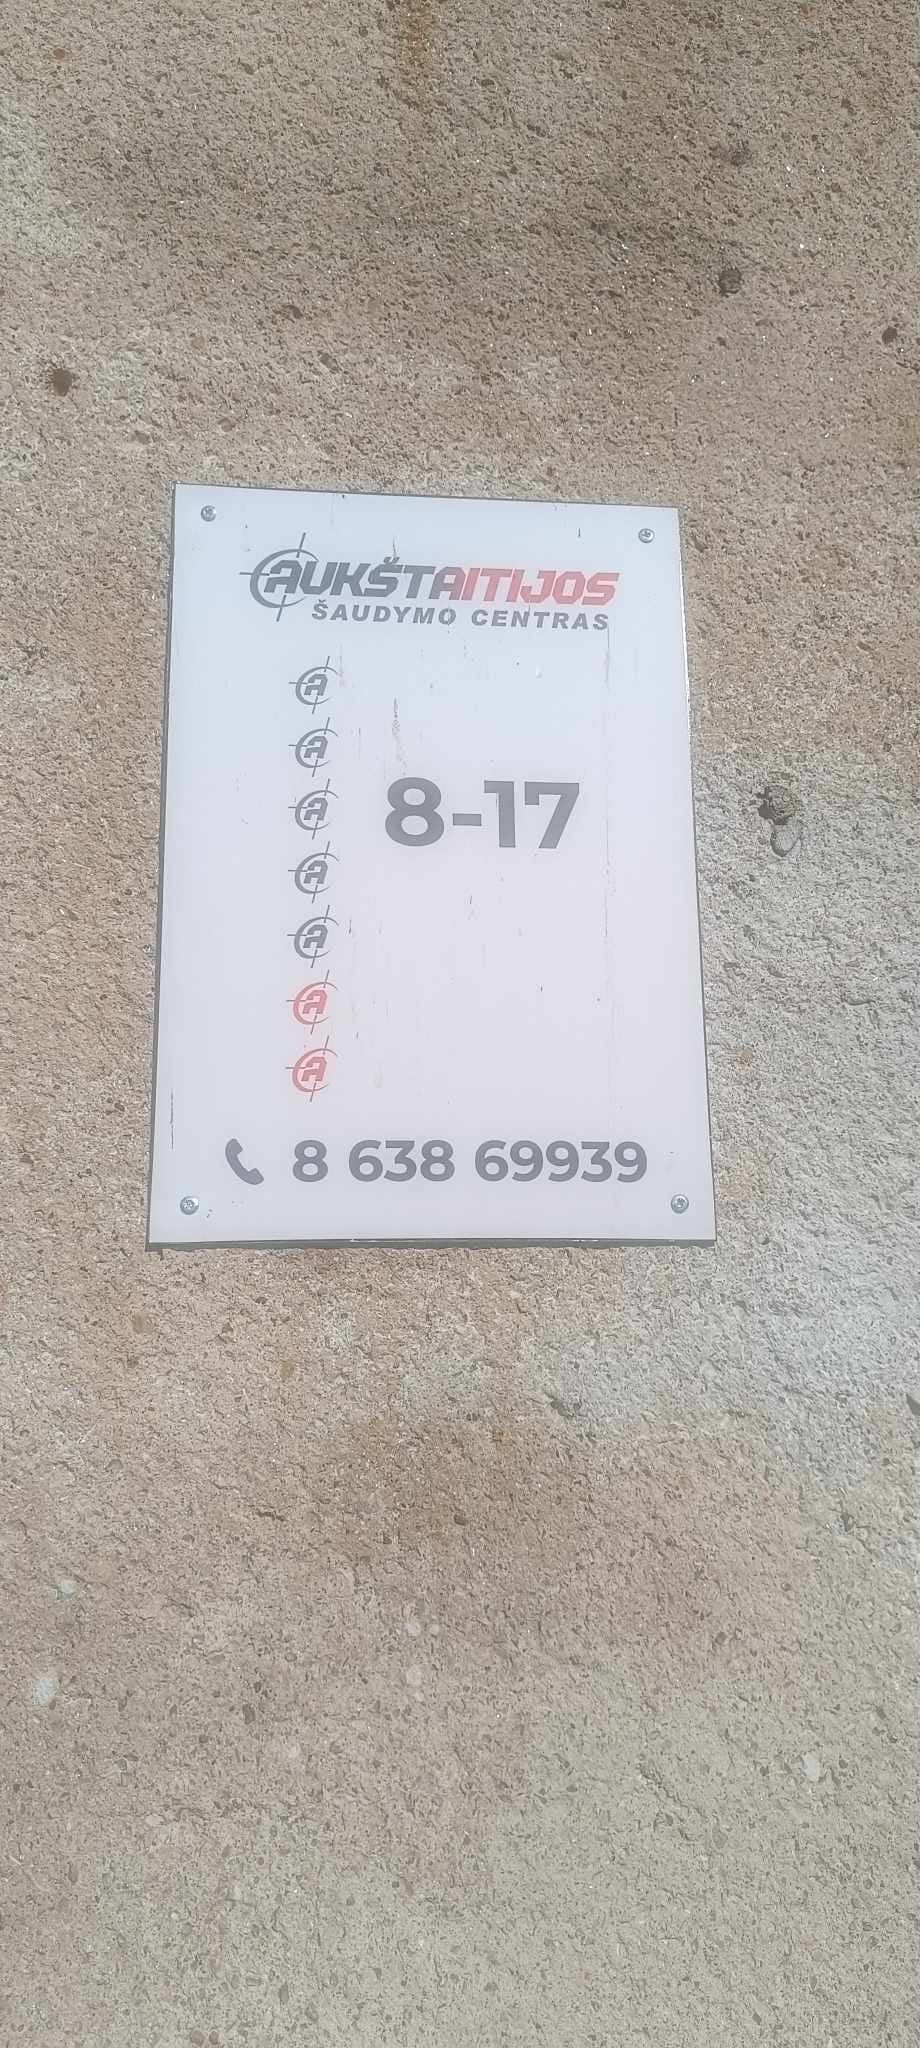 AUKŠTAITIJOS
ŠAUDYMO CENTRAS
8-17
8 638 69939